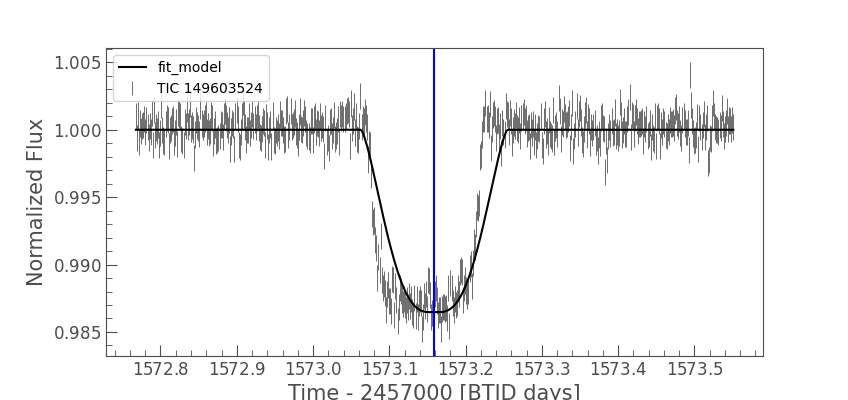 fit_model
TIC 149603524
1.005
1.000
0.995
0.990
0.985
Normalized Flux
1572.8 1572.9 1573.0 1573.1 1573.2 1573.3 1573.4 1573.5
Time - 2457000 [BTJD days]